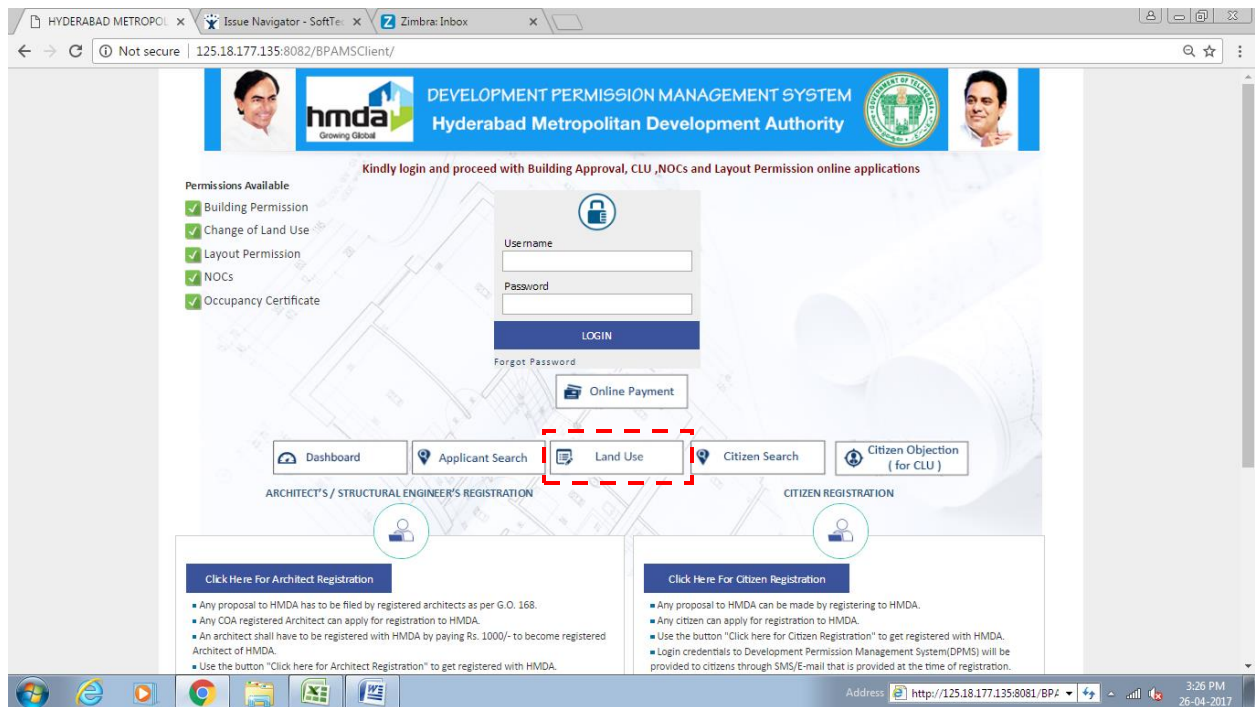 HYDERABAD METROPOL
Issue Navigator - SoftTec
Zimbra: Inbox
Not secure | 125.18.177.135:8082/BPAMSClient/
hmda
Growing Global
DEVELOPMENT PERMISSION MANAGEMENT SYSTEM
Hyderabad Metropolitan Development Authority
Kindly login and proceed with Building Approval, CLU ,NOCs and Layout Permission online applications
Permissions Available
Building Permission
Change of Land Use
Layout Permission
NOCs
Occupancy Certificate
Username
Password
LOGIN
Forgot Password
Online Payment
Dashboard
Applicant Search
Land Use
Citizen Search
Citizen Objection
( for CLU )
ARCHITECT'S / STRUCTURAL ENGINEER'S REGISTRATION
Click Here For Architect Registration
Any proposal to HMDA has to be filed by registered architects as per G.O. 168.
Any COA registered Architect can apply for registration to HMDA.
An architect shall have to be registered with HMDA by paying Rs. 1000/- to become registered
Architect of HMDA.
Use the button "Click here for Architect Registration" to get registered with HMDA.
CITIZEN REGISTRATION
Click Here For Citizen Registration
Any proposal to HMDA can be made by registering to HMDA.
Any citizen can apply for registration to HMDA.
Use the button "Click here for Citizen Registration" to get registered with HMDA.
Login credentials to Development Permission Management System(DPMS) will be
provided to citizens through SMS/E-mail that is provided at the time of registration.
Address http://125.18.177.135:8081/BPA
3:26 PM
26-04-2017